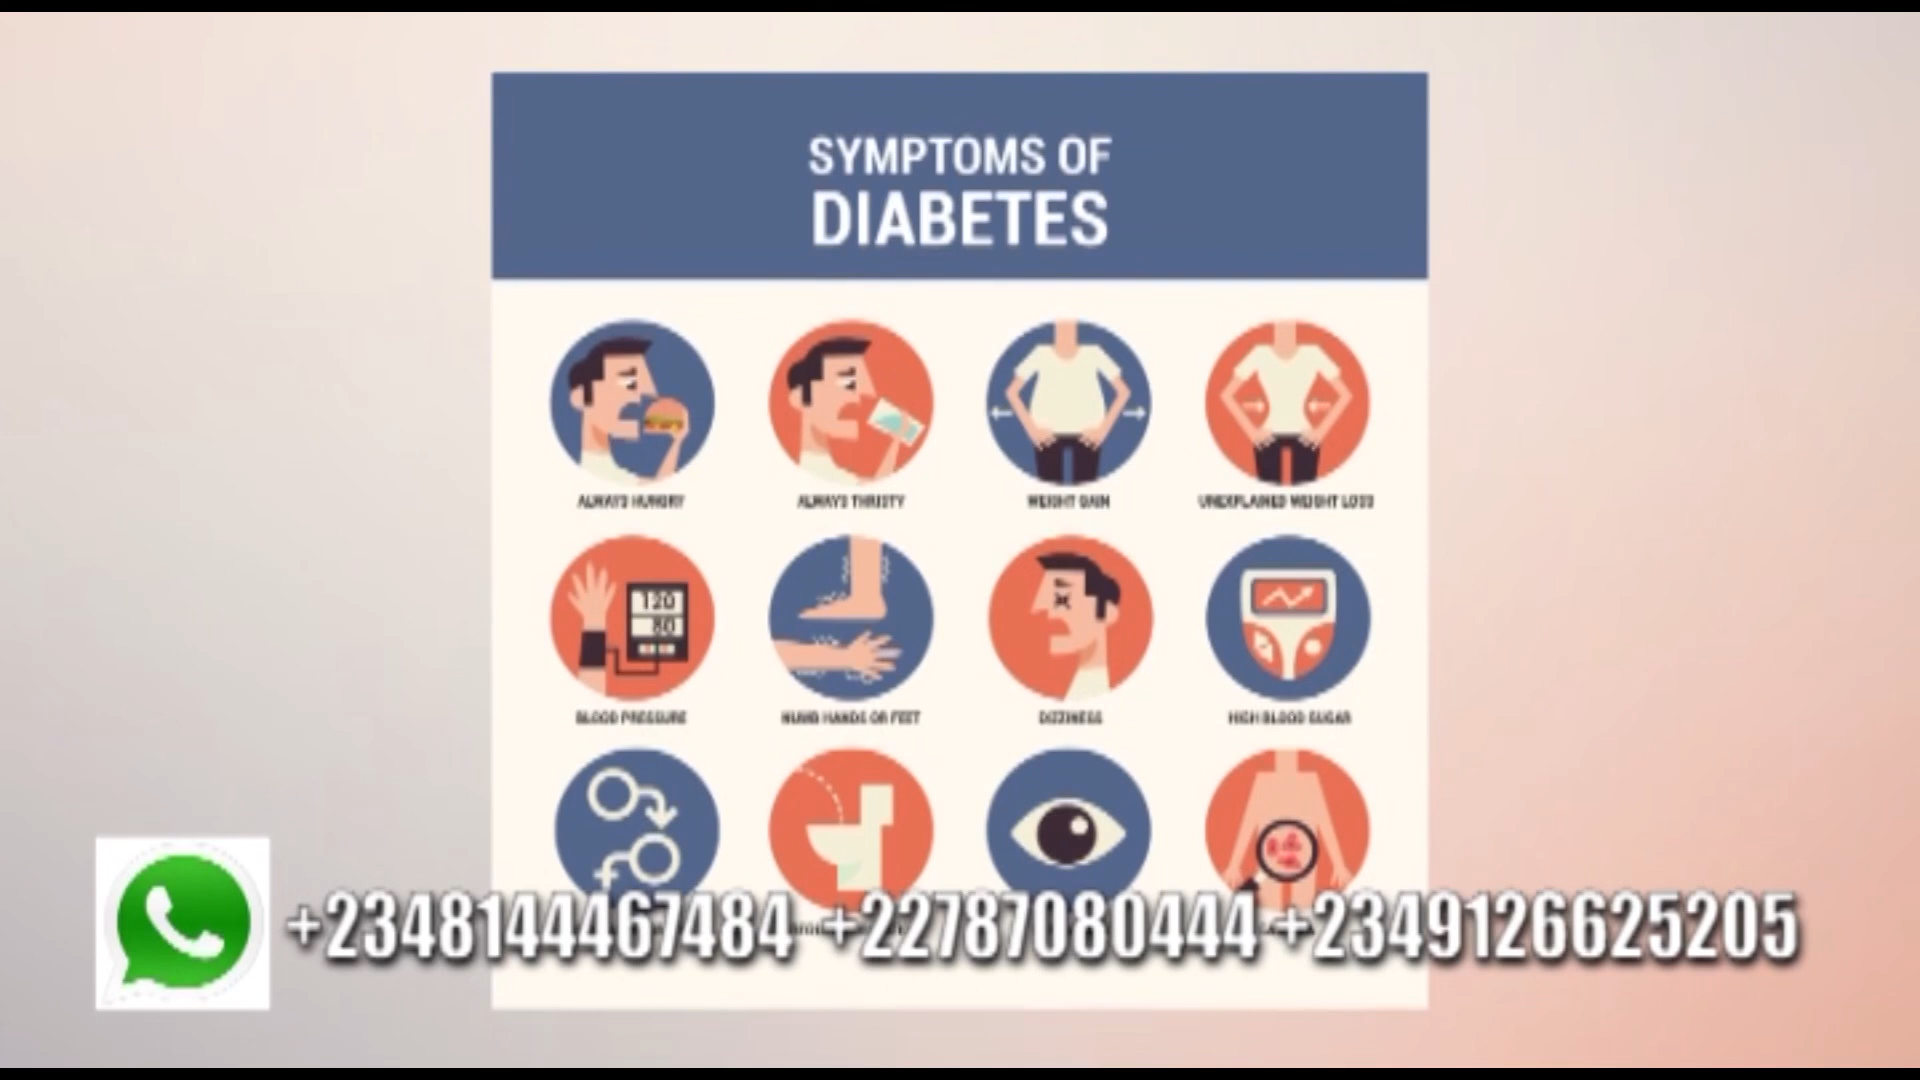 SYMPTOMS OF
DIABETES
ALWAYS HUNGRY
ALWAYS THRISTY
WEIGHT GAIN
UNEXPLAINED WEIGHT LOSS
120
80
BLOOD PRESSURE
NUMB HANDS OR FEET
DIZZINESS
HIGH BLOOD SUGAR
+2348144467484 +22787080444 +2349126625205